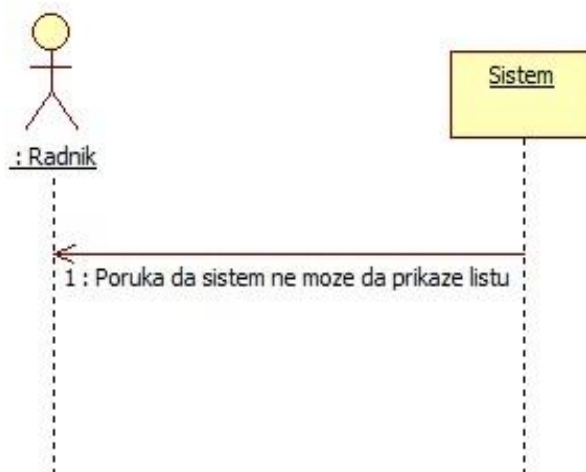 Sistem
: Radnik
1 : Poruka da sistem ne moze da prikaze listu